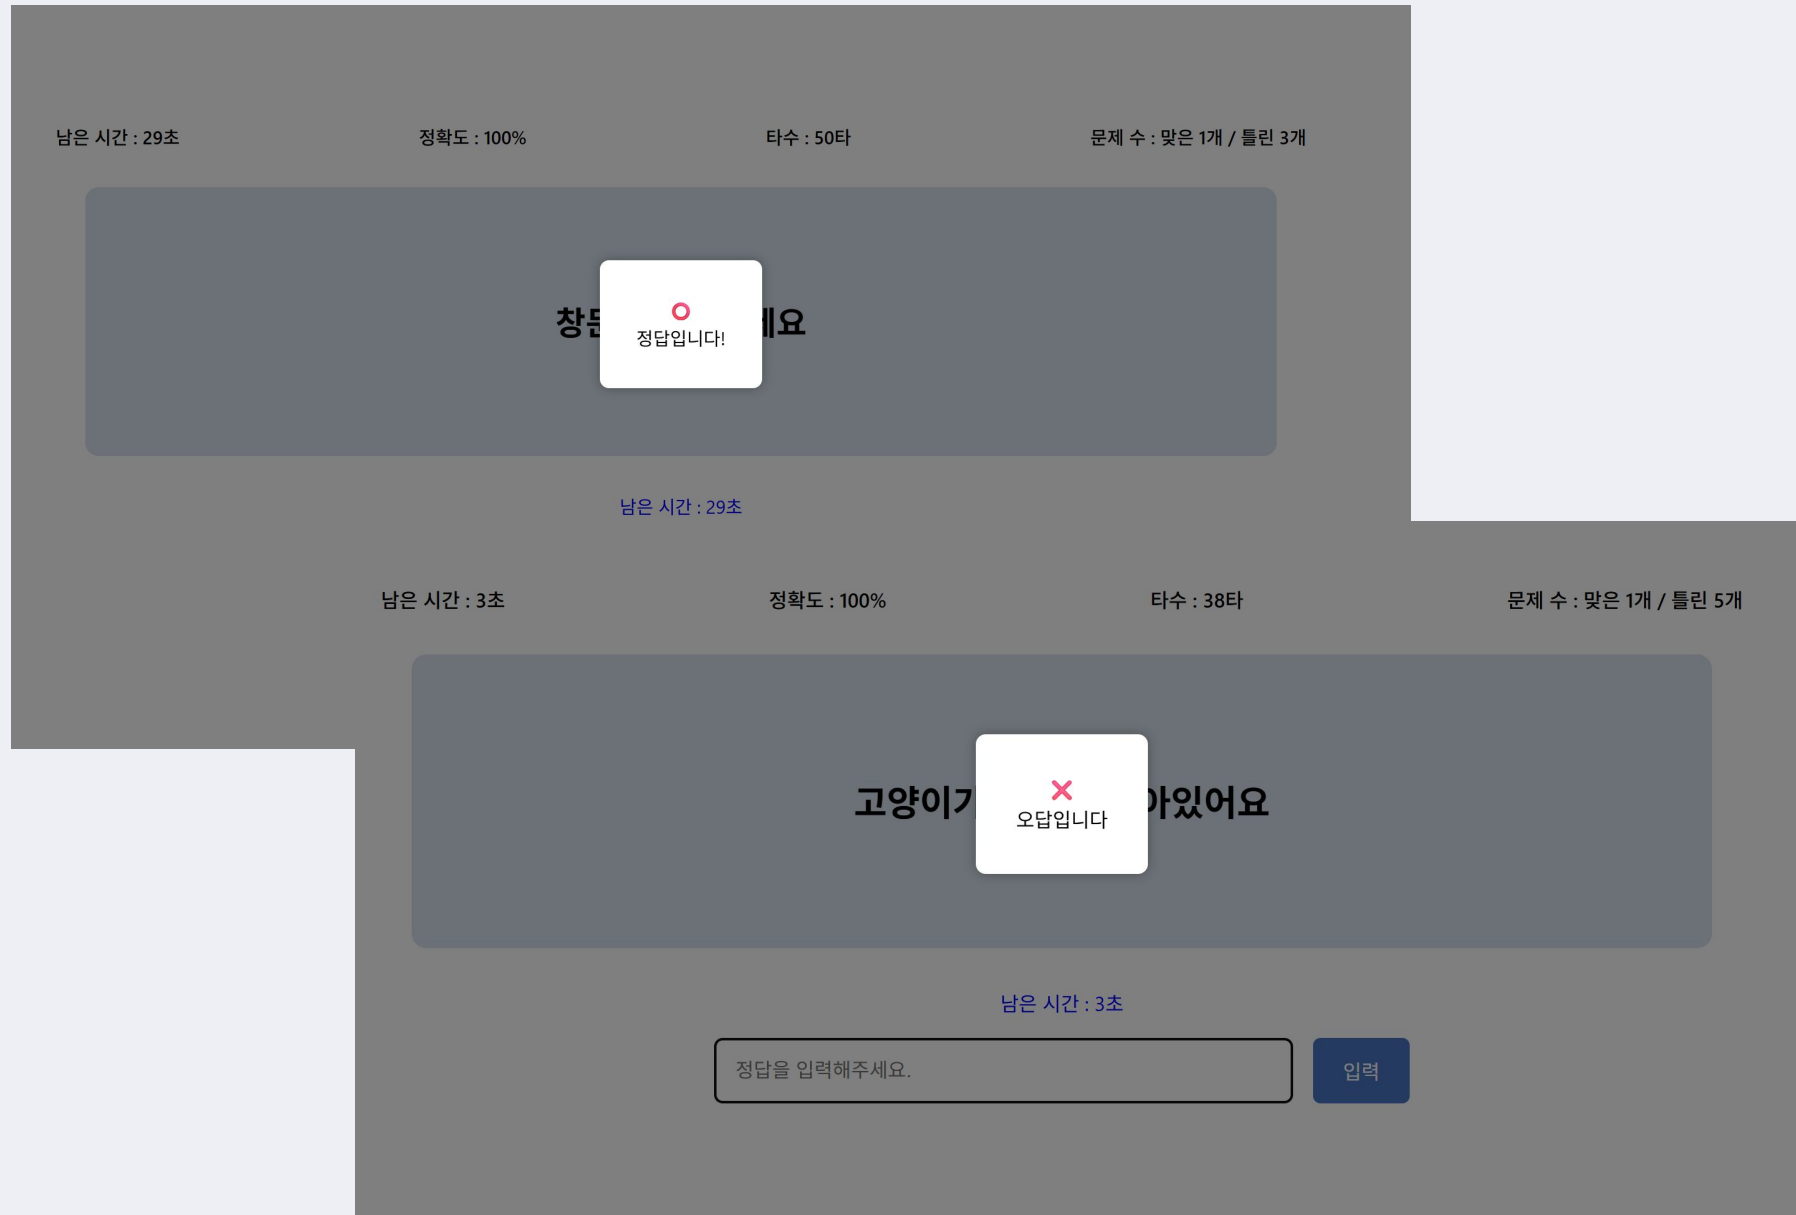 남은 시간 : 29초
정확도 : 100%
타수 : 50타
문제 수 : 맞은 1개 / 틀린 3개
정답입니다!
남은 시간 : 29초
남은 시간 : 3초
정확도 : 100%
타수 : 38타
문제 수 : 맞은 1개 / 틀린 5개
고양이가 아있어요
오답입니다
남은 시간 : 3초
정답을 입력해주세요.
입력